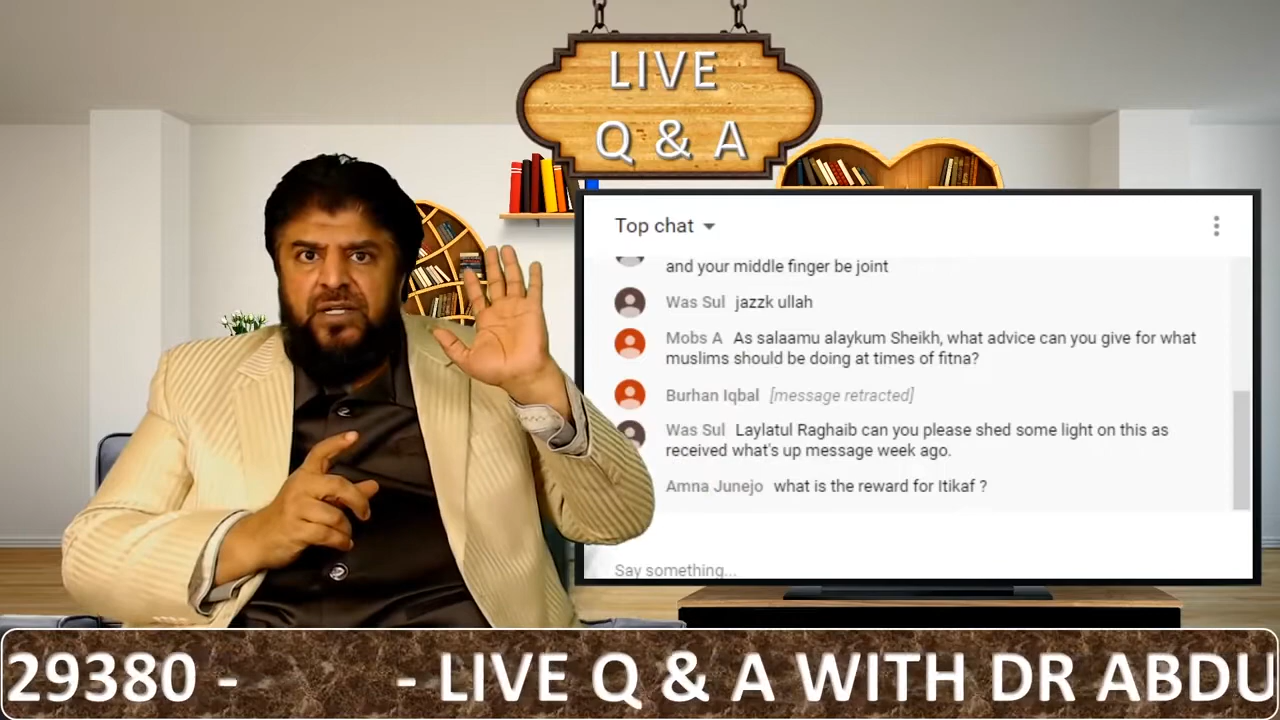 LIVE
Q & A
Top chat
and your middle finger be joint
Was Sul jazzk ullah
Mobs A As salaamu alaykum Sheikh, what advice can you give for what
muslims should be doing at times of fitna?
Burhan Iqbal [message retracted]
Was Sul Laylatul Raghaib can you please shed some light on this as
received what's up message week ago.
Amna Junejo what is the reward for Itikaf ?
Say something...
29380 - - LIVE Q & A WITH DR ABDU